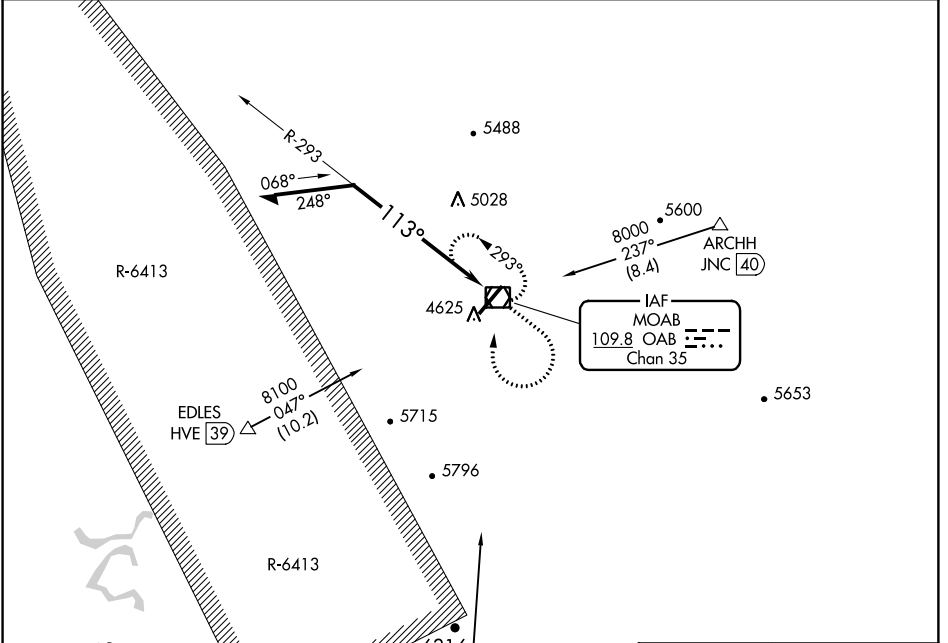 5488
R-293
068°
248°
5028
113°
5600
8000
237°
(8.4)
ARCHH
JNC 40
293°
R-6413
4625
IAF
MOAB
109.8 OAB
Chan 35
8100
047°
(10.2)
EDLES
HVE 39
5653
5715
5796
R-6413